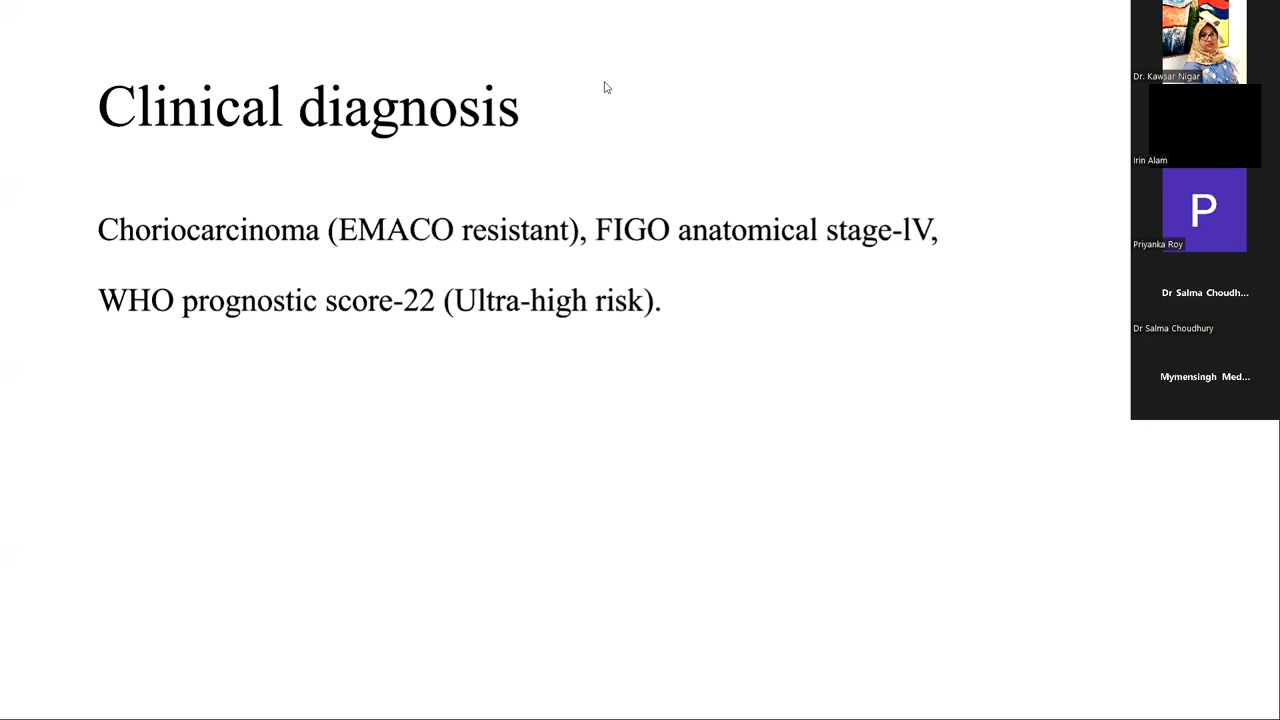 Clinical diagnosis
Choriocarcinoma (EMACO resistant), FIGO anatomical stage-lV,
WHO prognostic score-22 (Ultra-high risk).
Dr. Kawsar Nigar
Irin Alam
P
Priyanka Roy
Dr Salma Choudh...
Dr Salma Choudhury
Mymensingh Med...